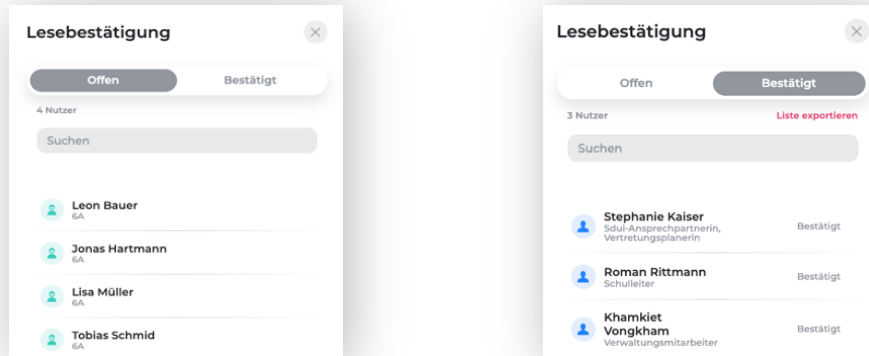 Lesebestätigung
Offen Bestätigt
4 Nutzer
Suchen
Leon Bauer
6A
Jonas Hartmann
6A
Lisa Müller
6A
Tobias Schmid
6A
Lesebestätigung
Offen Bestätigt
3 Nutzer Liste exportieren
Suchen
Stephanie Kaiser
Sdui-Ansprechpartnerin,
Vertretungsplanerin
Bestätigt
Roman Rittmann
Schulleiter
Bestätigt
Khamkiet
Vongkham
Verwaltungsmitarbeiter
Bestätigt